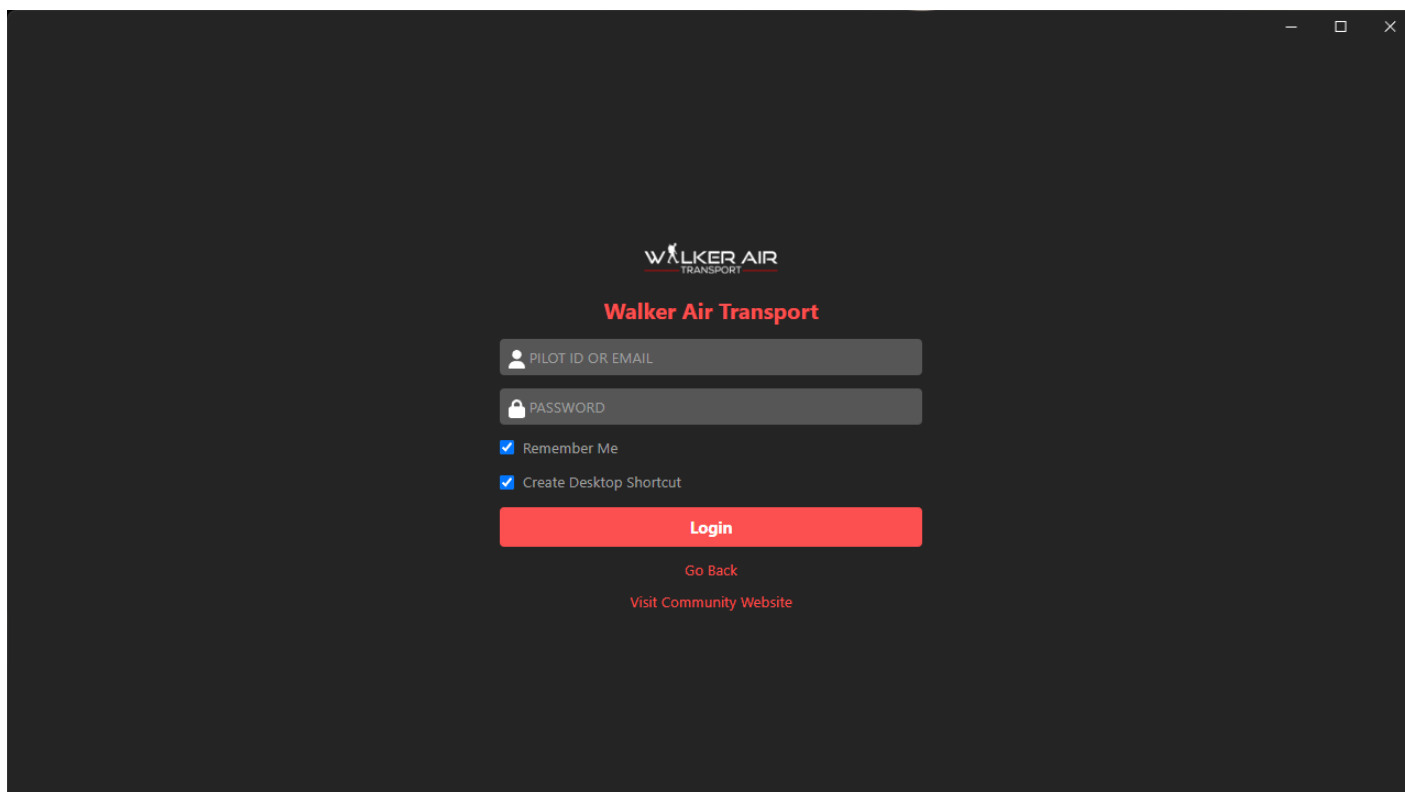 WALKER AIR
TRANSPORT
Walker Air Transport
PILOT ID OR EMAIL
PASSWORD
Remember Me
Create Desktop Shortcut
Login
Go Back
Visit Community Website